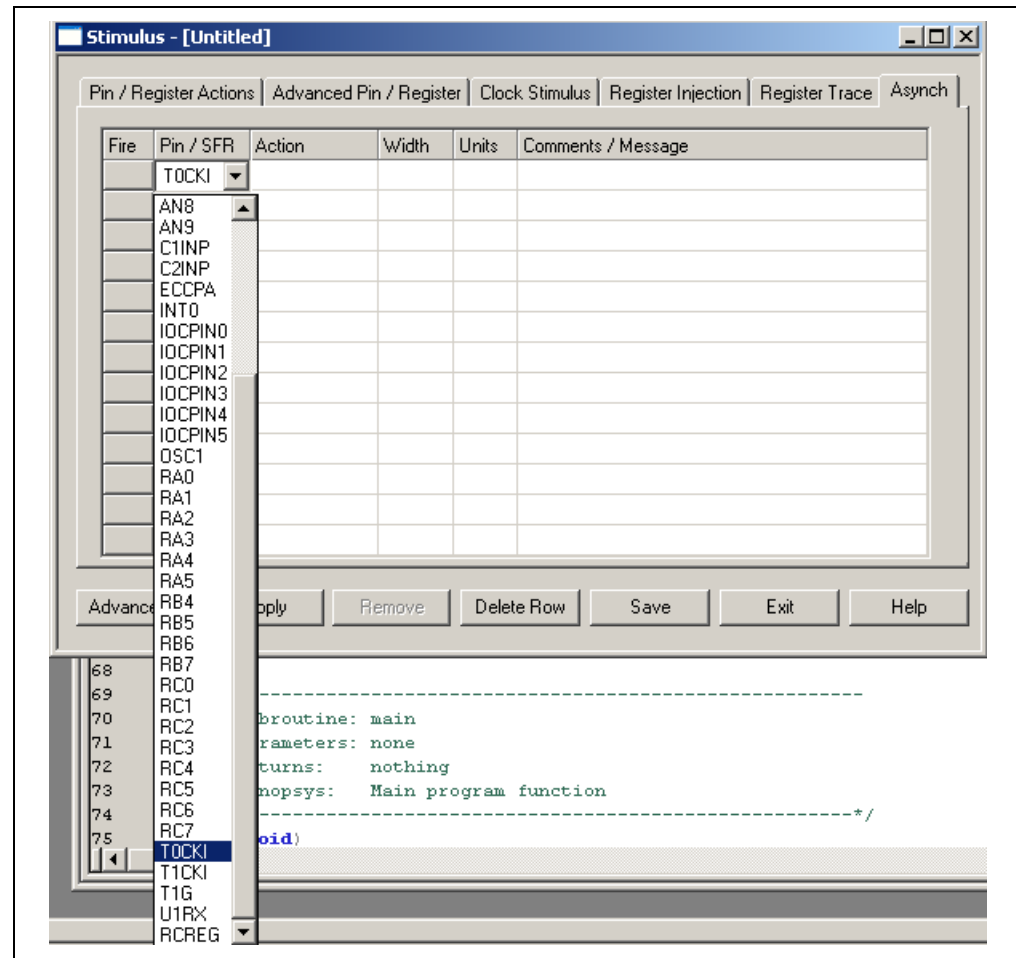 Stimulus - [Untitled]
Pin / Register Actions Advanced Pin / Register Clock Stimulus Register Injection Register Trace Asynch
Fire Pin / SFR Action Width Units Comments / Message
T0CKI
AN8
AN9
C1INP
C2INP
ECCPA
INT0
IOCPIN0
IOCPIN1
IOCPIN2
IOCPIN3
IOCPIN4
IOCPIN5
OSC1
RA0
RA1
RA2
RA3
RA4
RA5
RB4
RB5
RB6
RB7
RC0
RC1
RC2
RC3
RC4
RC5
RC6
RC7
T0CKI
T1CKI
T1G
U1RX
RCREG
Advance pply Remove Delete Row Save Exit Help
68
69 -----------------------------------------------------
70 broutine: main
71 rameters: none
72 turns: nothing
73 nopsys: Main program function
74 ----------------------------------------------------*/
75 oid)